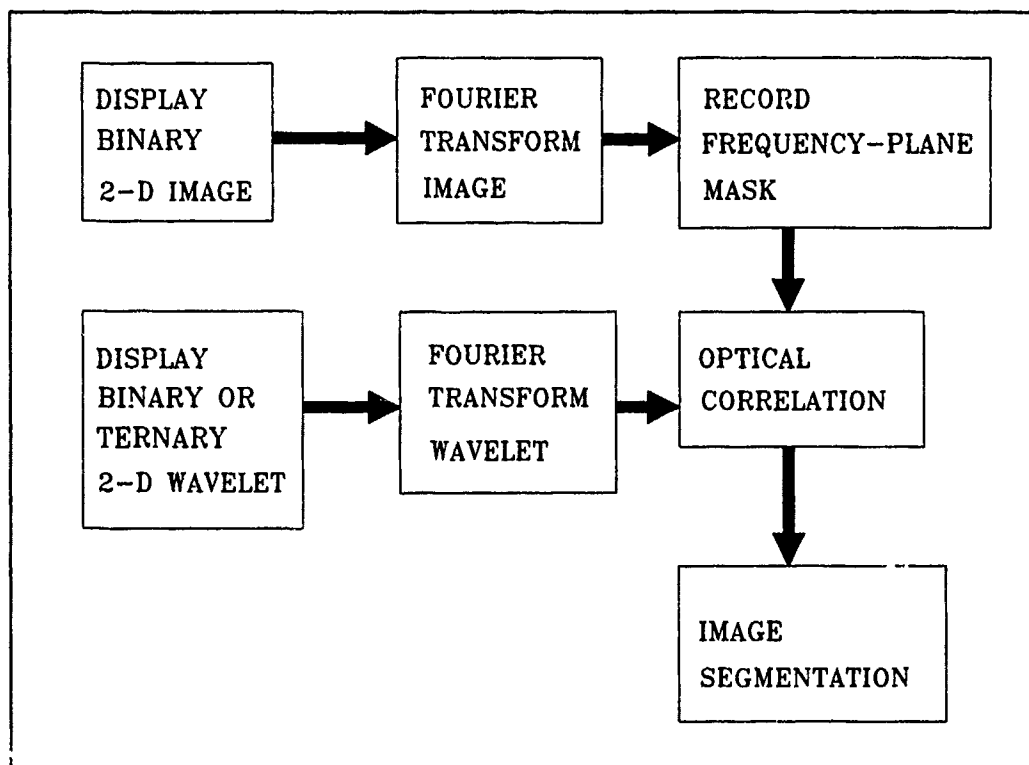 DISPLAY
BINARY
2-D IMAGE
FOURIER
TRANSFORM
IMAGE
RECORD
FREQUENCY-PLANE
MASK
DISPLAY
BINARY OR
TERNARY
2-D WAVELET
FOURIER
TRANSFORM
WAVELET
OPTICAL
CORRELATION
IMAGE
SEGMENTATION